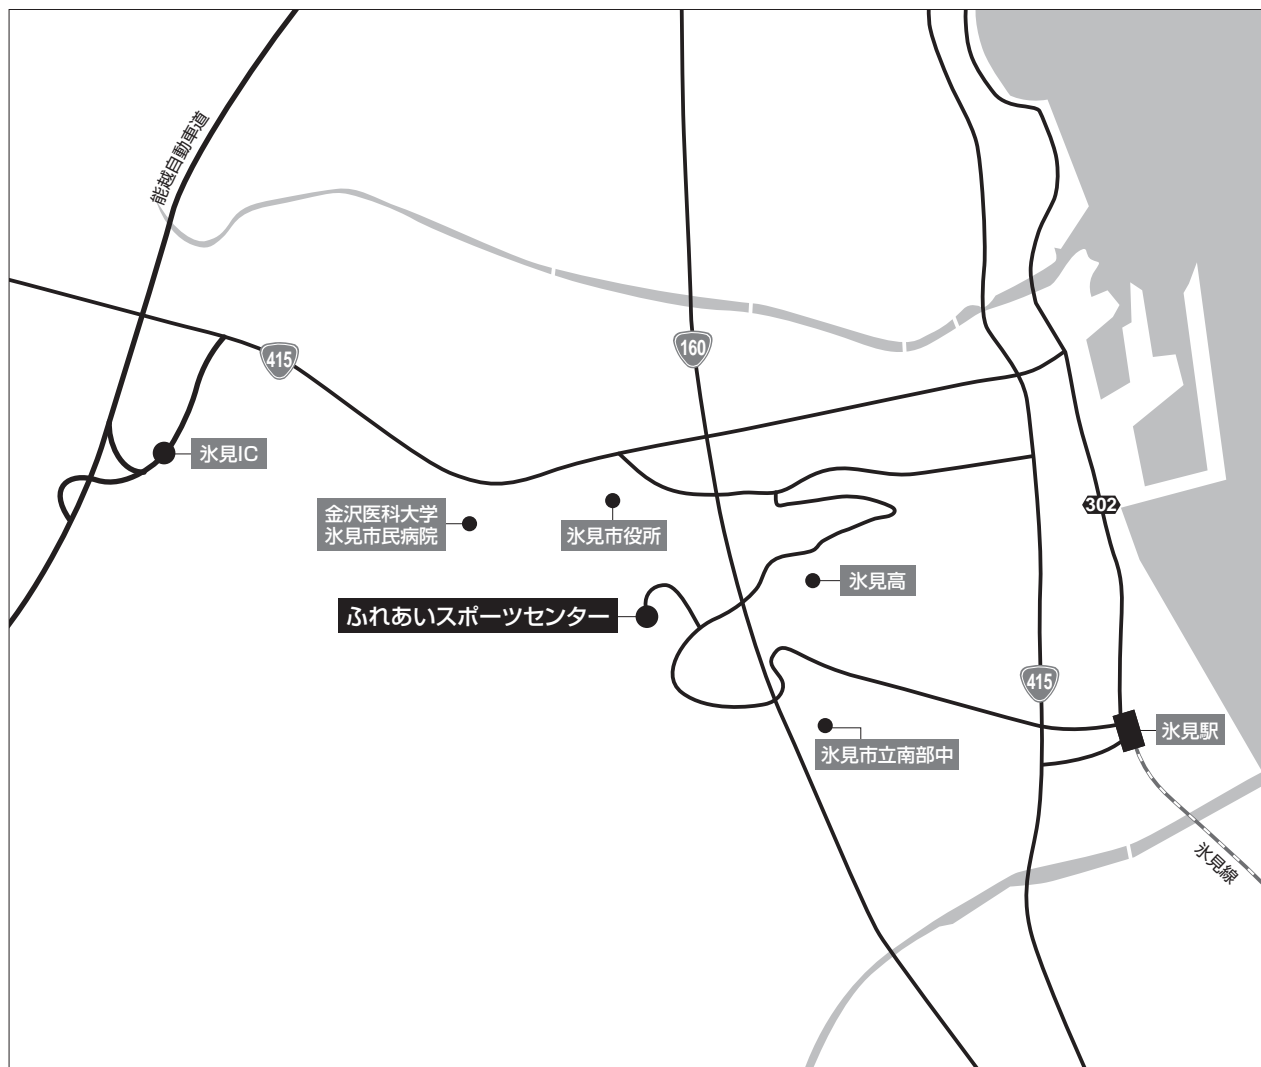 能越自動車道
415
160
氷見IC
302
金沢医科大学
氷見市民病院
氷見市役所
氷見高
ふれあいスポーツセンター
415
氷見駅
氷見市立南部中
氷見線